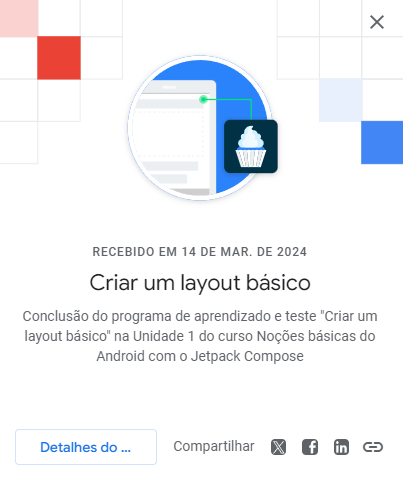 RECEBIDO EM 14 DE MAR. DE 2024
Criar um layout básico
Conclusão do programa de aprendizado e teste "Criar um
layout básico" na Unidade 1 do curso Noções básicas do
Android com o Jetpack Compose
Detalhes do ... Compartilhar